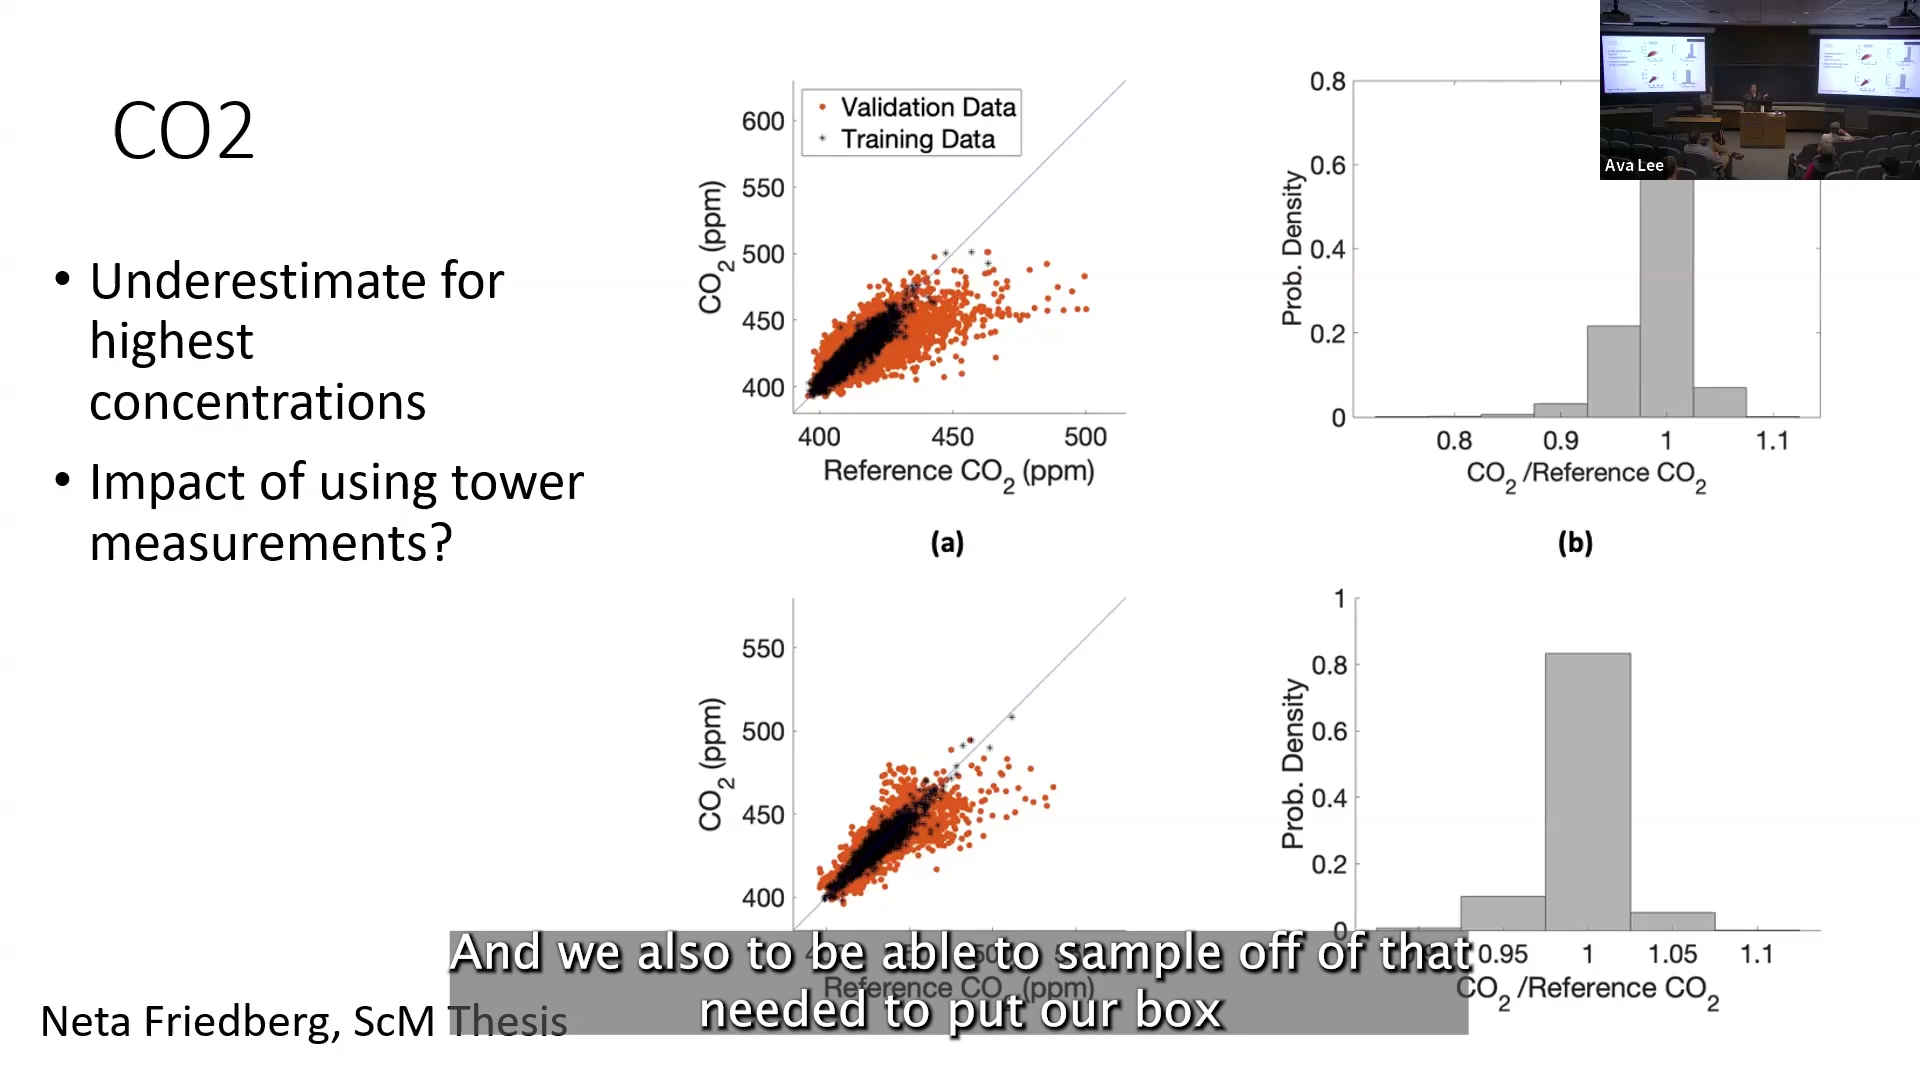 CO2
• Underestimate for
highest
concentrations
• Impact of using tower
measurements?
Neta Friedberg, ScM Thesis
Validation Data
Training Data
CO2 (ppm)
600
550
500
450
400
400 450 500
Reference CO2 (ppm)
(a)
Prob. Density
0.8
0.6
0.4
0.2
0
0.8 0.9 1 1.1
CO2 /Reference CO2
(b)
Ava Lee
CO2 (ppm)
550
500
450
400
Reference CO2 (ppm)
Prob. Density
1
0.8
0.6
0.4
0.2
0
0.95 1 1.05 1.1
CO2 /Reference CO2
And we also to be able to sample off of that
needed to put our box